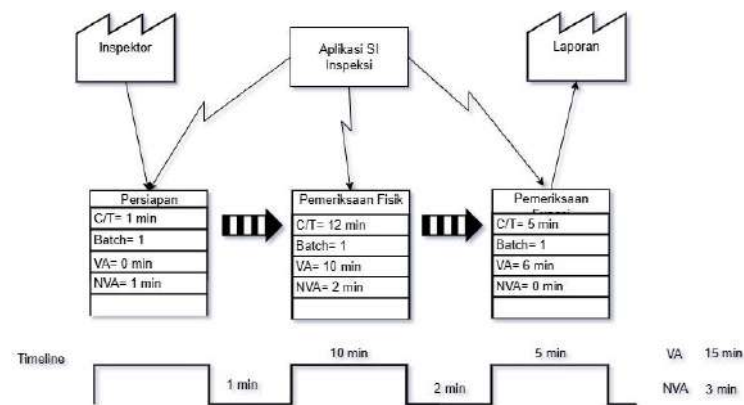 Inspektor
Aplikasi SI
Inspeksi
Laporan
Persiapan
C/T= 1 min
Batch= 1
VA= 0 min
NVA= 1 min
Pemeriksaan Fisik
C/T= 12 min
Batch= 1
VA= 10 min
NVA= 2 min
Pemeriksaan
C/T= 5 min
Batch= 1
VA= 6 min
NVA= 0 min
Timeline
10 min
5 min
1 min
2 min
VA 15 min
NVA 3 min